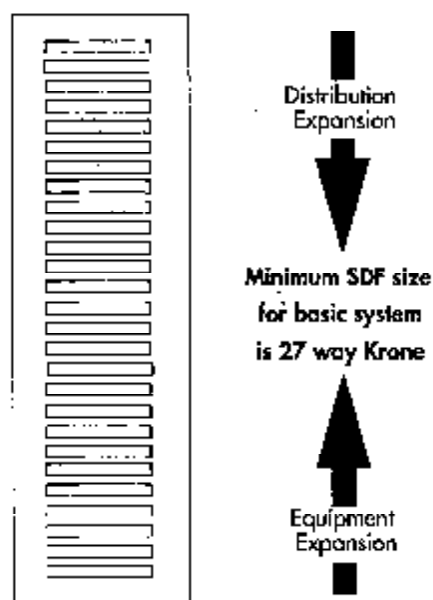 Distribution
Expansion
Minimum SDF size
for basic system
is 27 way Krone
Equipment
Expansion